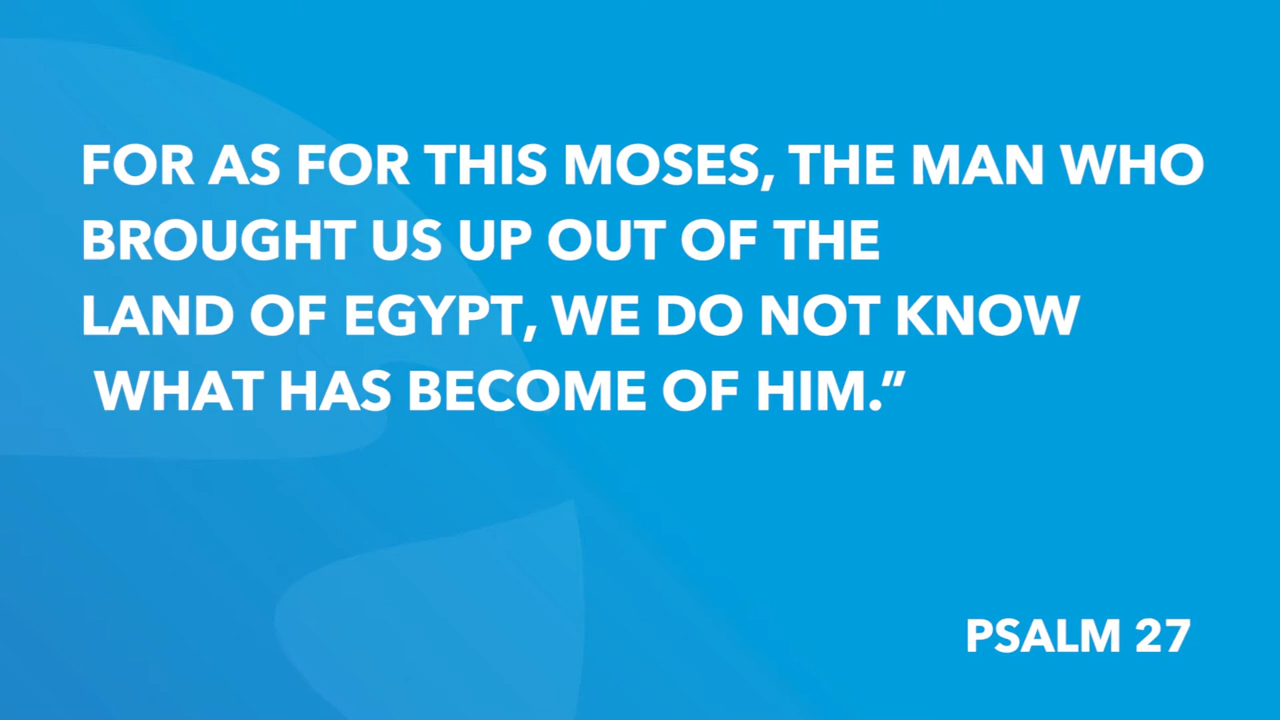 FOR AS FOR THIS MOSES, THE MAN WHO
BROUGHT US UP OUT OF THE
LAND OF EGYPT, WE DO NOT KNOW
WHAT HAS BECOME OF HIM.”
PSALM 27